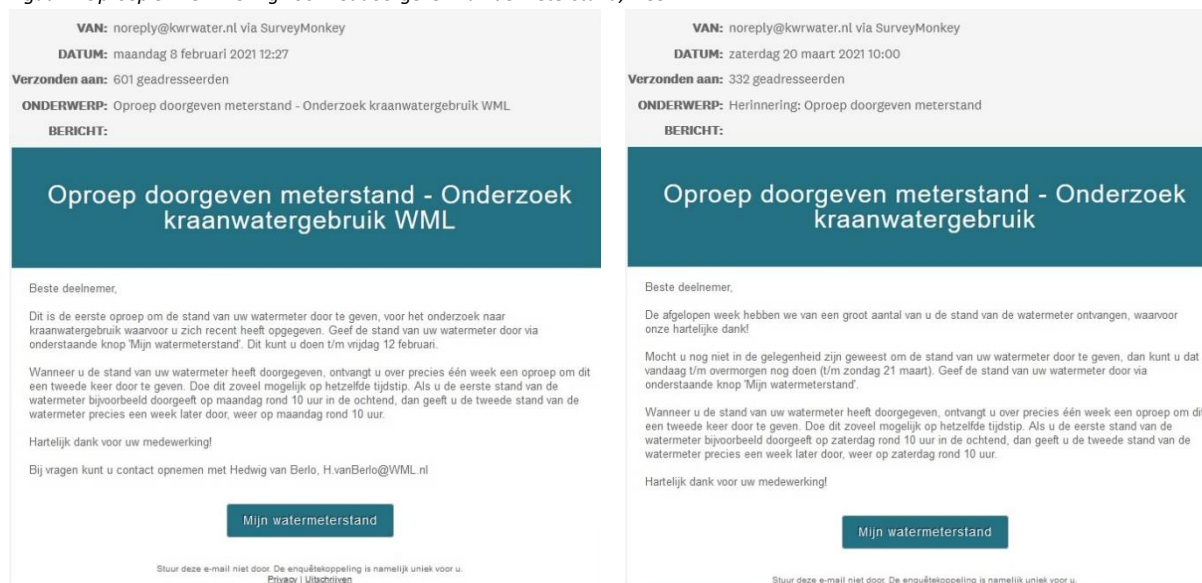 VAN: noreply@kwrwater.nl via SurveyMonkey
DATUM: maandag 8 februari 2021 12:27
Verzonden aan: 601 geadresseerden
ONDERWERP: Oproep doorgeven meterstand - Onderzoek kraanwatergebruik WML
BERICHT:
Oproep doorgeven meterstand - Onderzoek
kraanwatergebruik WML
Beste deelnemer,
Dit is de eerste oproep om de stand van uw watermeter door te geven, voor het onderzoek naar
kraanwatergebruik waarvoor u zich recent heeft opgegeven. Geef de stand van uw watermeter door via
onderstaande knop 'Mijn watermeterstand'. Dit kunt u doen t/m vrijdag 12 februari.
Wanneer u de stand van uw watermeter heeft doorgegeven, ontvangt u over precies één week een oproep om dit
een tweede keer door te geven. Doe dit zoveel mogelijk op hetzelfde tijdstip. Als u de eerste stand van de
watermeter bijvoorbeeld doorgeeft op maandag rond 10 uur in de ochtend, dan geeft u de tweede stand van de
watermeter precies een week later door, weer op maandag rond 10 uur.
Hartelijk dank voor uw medewerking!
Bij vragen kunt u contact opnemen met Hedwig van Berlo, H.vanBerlo@WML.nl
Mijn watermeterstand
Stuur deze e-mail niet door. De enquêtekoppeling is namelijk uniek voor u.
Privacy | Uitschrijven
VAN: noreply@kwrwater.nl via SurveyMonkey
DATUM: zaterdag 20 maart 2021 10:00
Verzonden aan: 332 geadresseerden
ONDERWERP: Herinnering: Oproep doorgeven meterstand
BERICHT:
Oproep doorgeven meterstand - Onderzoek
kraanwatergebruik
Beste deelnemer,
De afgelopen week hebben we van een groot aantal van u de stand van de watermeter ontvangen, waarvoor
onze hartelijke dank!
Mocht u nog niet in de gelegenheid zijn geweest om de stand van uw watermeter door te geven, dan kunt u dat
vandaag t/m overmorgen nog doen (t/m zondag 21 maart). Geef de stand van uw watermeter door via
onderstaande knop 'Mijn watermeterstand'.
Wanneer u de stand van uw watermeter heeft doorgegeven, ontvangt u over precies één week een oproep om dit
een tweede keer door te geven. Doe dit zoveel mogelijk op hetzelfde tijdstip. Als u de eerste stand van de
watermeter bijvoorbeeld doorgeeft op zaterdag rond 10 uur in de ochtend, dan geeft u de tweede stand van de
watermeter precies een week later door, weer op zaterdag rond 10 uur.
Hartelijk dank voor uw medewerking!
Mijn watermeterstand
Stuur deze e-mail niet door. De enquêtekoppeling is namelijk uniek voor u.